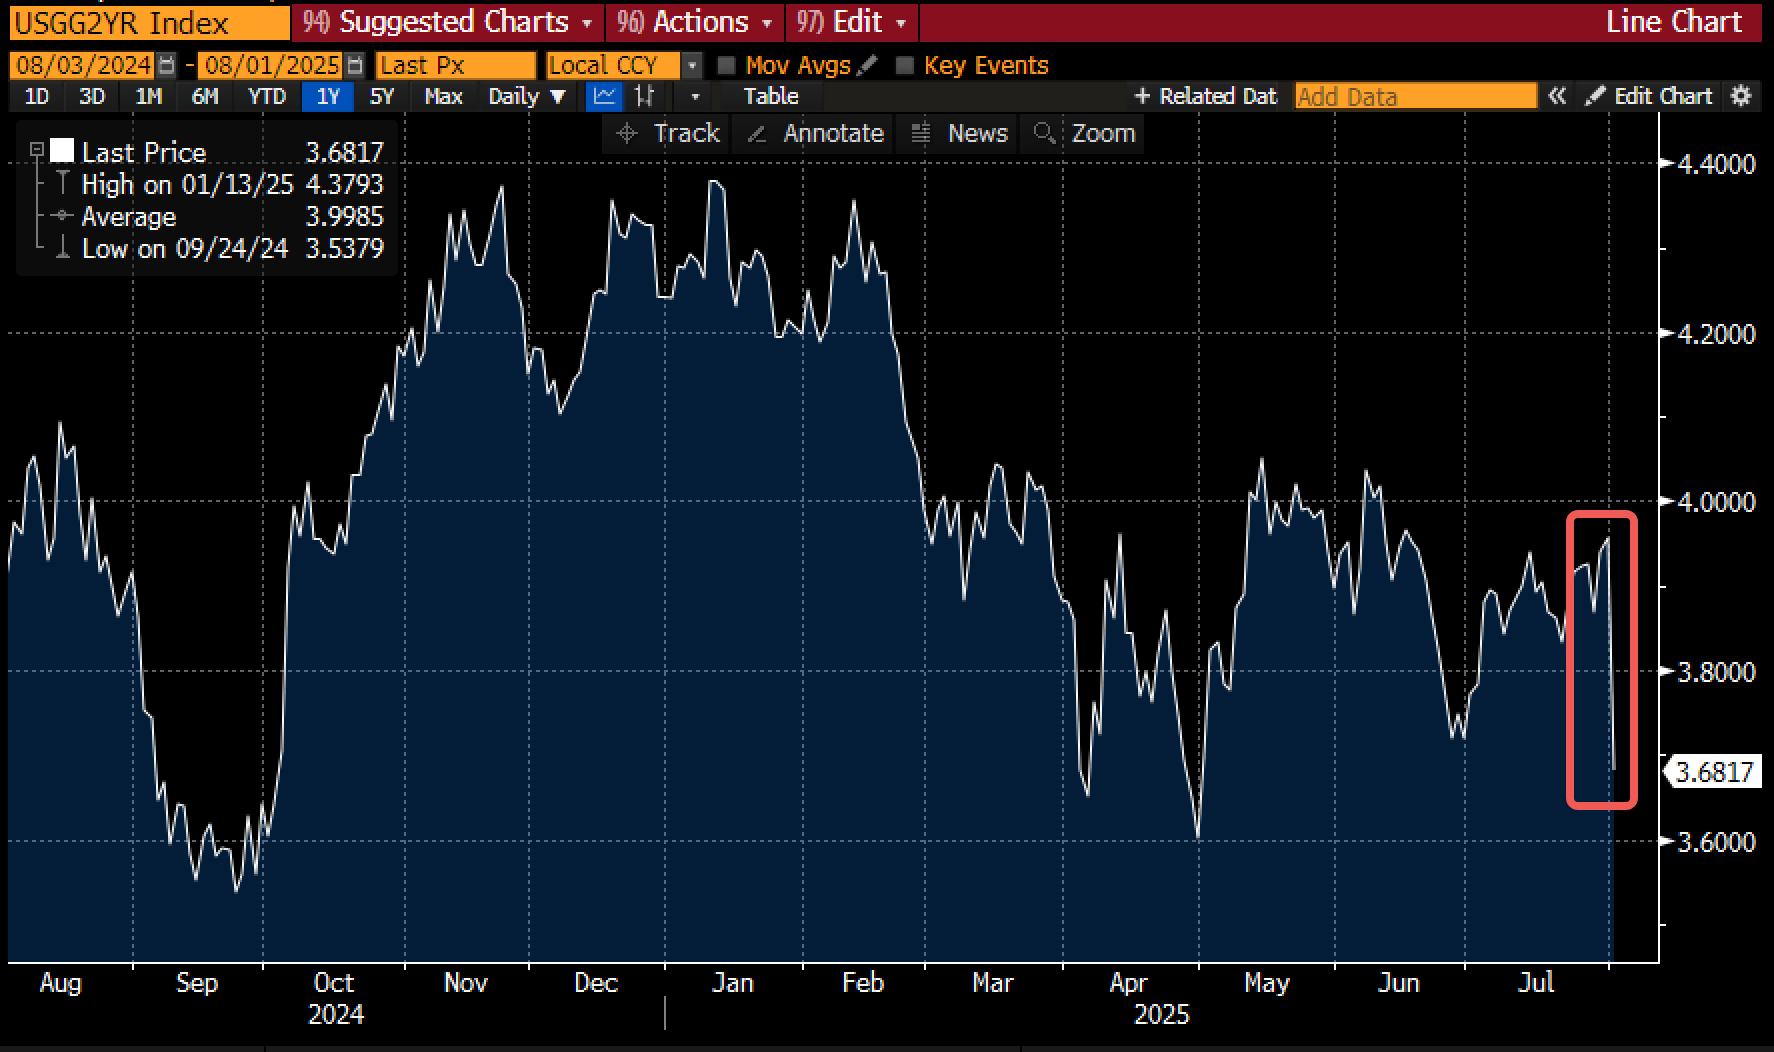 USGG2YR Index 94) Suggested Charts 96) Actions 97) Edit Line Chart
08/03/2024 - 08/01/2025 Last Px Local CCY Mov Avgs Key Events
1D 3D 1M 6M YTD 1Y 5Y Max Daily ▼ Table + Related Dat Add Data « Edit Chart
Track Annotate News Zoom
Last Price 3.6817
High on 01/13/25 4.3793
Average 3.9985
Low on 09/24/24 3.5379
4.4000
4.2000
4.0000
3.8000
3.6817
3.6000
Aug Sep Oct Nov Dec Jan Feb Mar Apr May Jun Jul
2024 2025